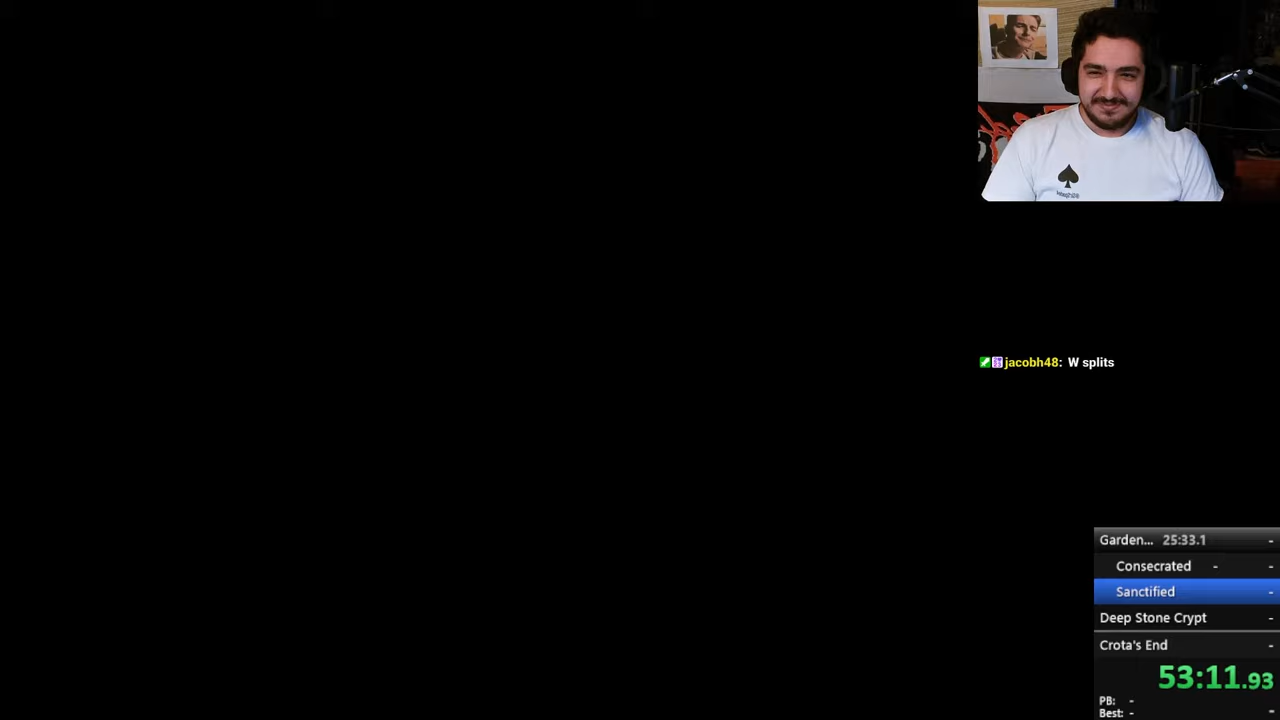 jacobh48: W splits
Garden... 25:33.1 -
Consecrated - -
Sanctified -
Deep Stone Crypt -
Crota's End -
53:11.93
PB: -
Best: - -